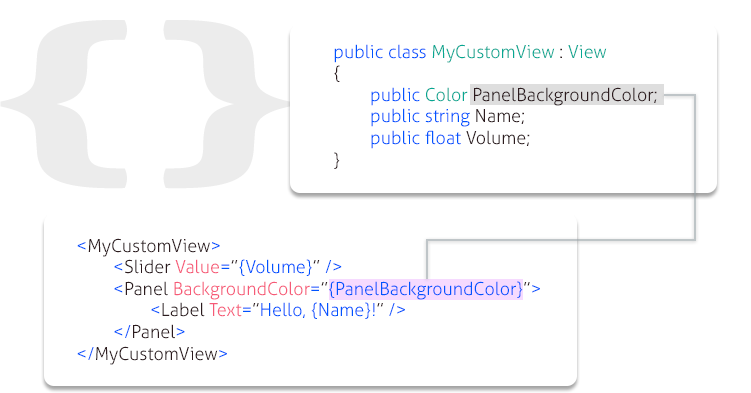 {}
public class MyCustomView : View
{
public Color PanelBackgroundColor;
public string Name;
public float Volume;
}
<MyCustomView>
<Slider Value="{Volume}" />
<Panel BackgroundColor="{PanelBackgroundColor}">
<Label Text="Hello, {Name}!" />
</Panel>
</MyCustomView>